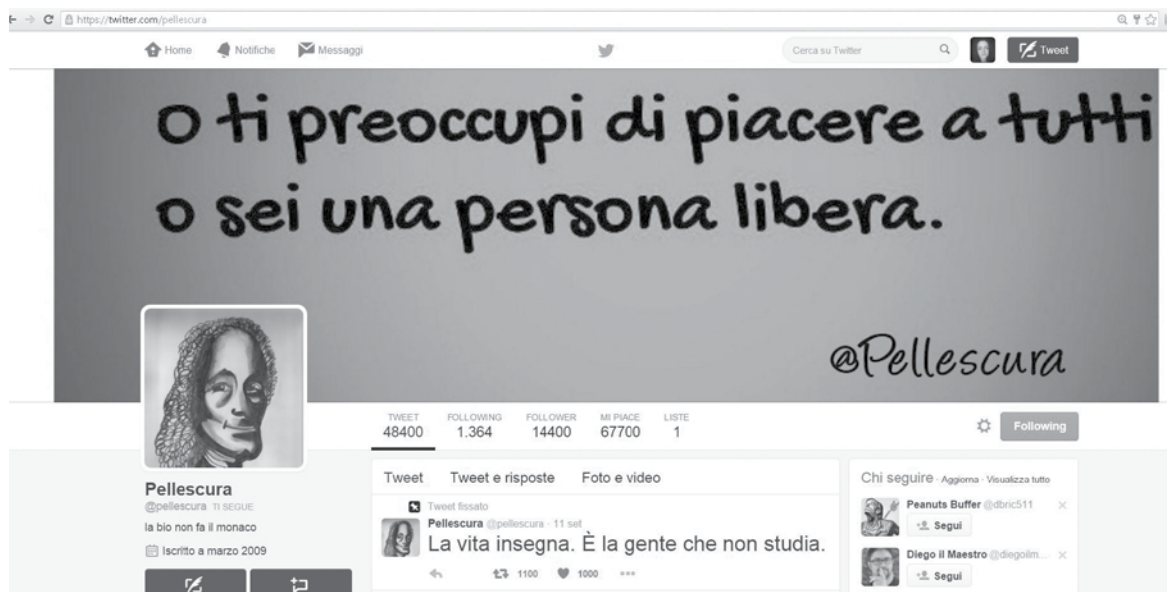 https://twitter.com/pellescura
Home Notifiche Messaggi Cerca su Twitter Tweet
o ti preoccupi di piacere a tutti
o sei una persona libera.
@Pellescura
TWEET FOLLOWING FOLLOWER MI PIACE LISTE
48400 1.364 14400 67700 1
Following
Pellescura
@pellescura TI SEGUE
la bio non fa il monaco
Iscritto a marzo 2009
Tweet Tweet e risposte Foto e video
Tweet fissato
Pellescura @pellescura · 11 set
La vita insegna. È la gente che non studia.
1100 1000
Chi seguire · Aggiorna · Visualizza tutto
Peanuts Buffer @dbric511
Segui
Diego il Maestro @diegoilm...
Segui